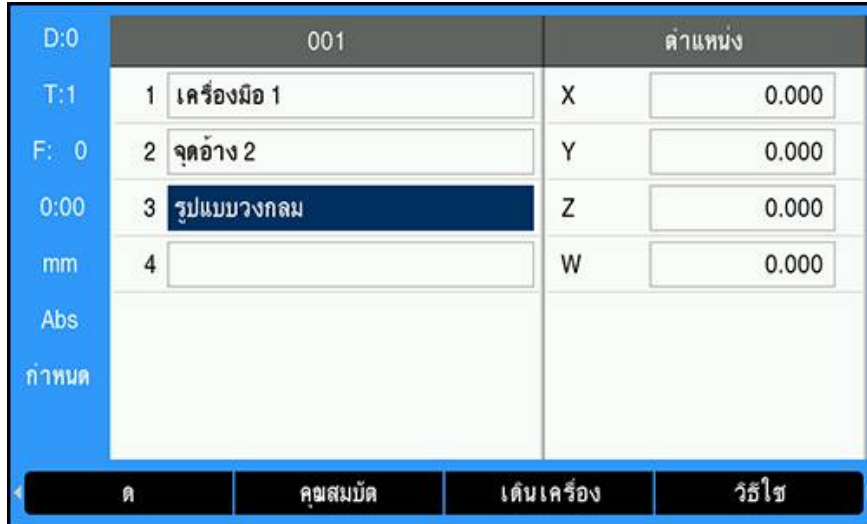 D:0 001 ตำแหน่ง
T:1 1 เครื่องมือ 1 X 0.000
F: 0 2 จุดอ้าง 2 Y 0.000
0:00 3 รูปแบบวงกลม Z 0.000
mm 4 W 0.000
Abs
กำหนด
ด คุณสมบัด เดินเครื่อง วิธีใช